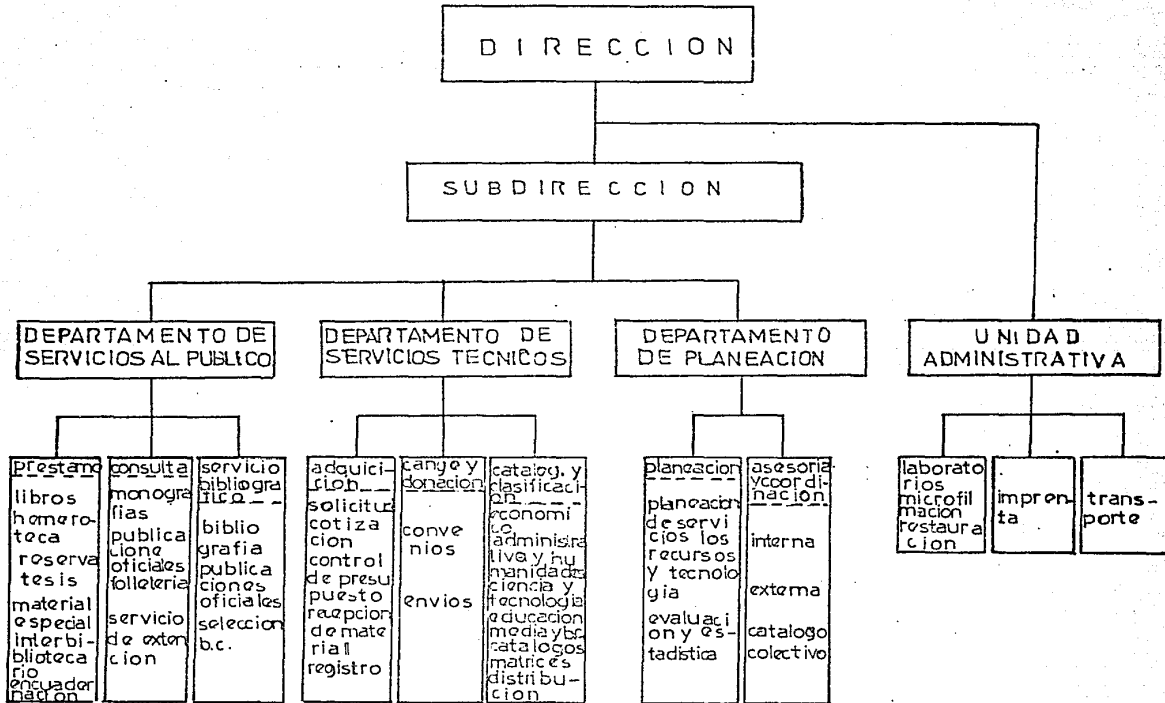 DIRECCION
SUBDIRECCION
DEPARTAMENTO DE
SERVICIOS AL PUBLICO
DEPARTAMENTO DE
SERVICIOS TECNICOS
DEPARTAMENTO
DE PLANEACION
UNIDAD
ADMINISTRATIVA
prestamo
libros
hemero-
teca
reserva
tesis
material
especial
interbi-
blioteca
rio
encuader
nacion
consulta
monogra
fias
publica
cione
oficiales
folleteria
servicio
de exten
cion
servicio
bibliogra
fico
biblio
grafia
publica
ciones
oficiales
seleccion
b.c.
adquici-
cion
solicitud
cotiza
cion
control
de presu
puesto
recepcion
de mate
rial
registro
canje y
donacion
conve
nios
envios
catalog. y
clasificaci-
on
economi
co
administra
tiva y hu
manidades
ciencia y
tecnologia
educacion
media y bc
catalogos
matrices
distribu-
cion
planeacion
planeacion
de servi
cios los
recursos
y tecnolo
gia
evaluaci
on y es-
tadistica
asesoria
y coordi-
nacion
interna
externa
catalogo
colectivo
laborato
rios
microfil
macion
restaura
cion
impren-
ta
trans-
porte